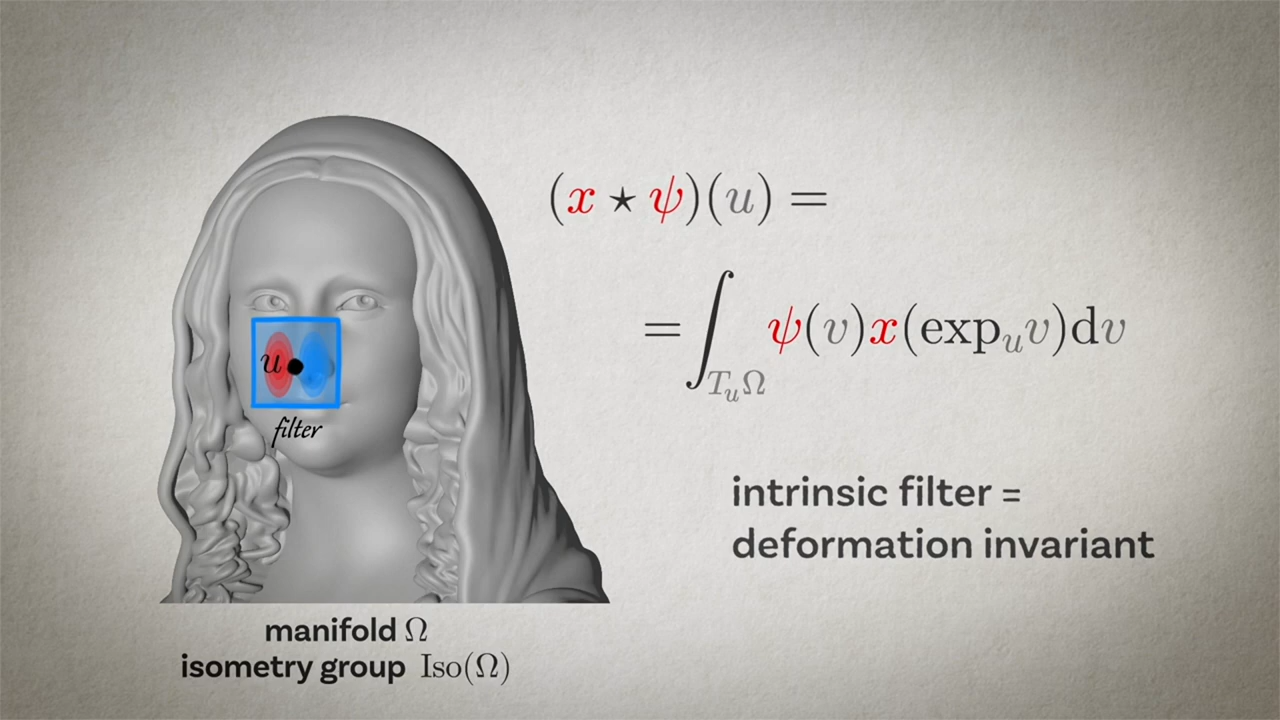 (x ⋆ ψ)(u) =
= ∫_{T_uΩ} ψ(v)x(exp_u v)dv
u
filter
intrinsic filter =
deformation invariant
manifold Ω
isometry group Iso(Ω)